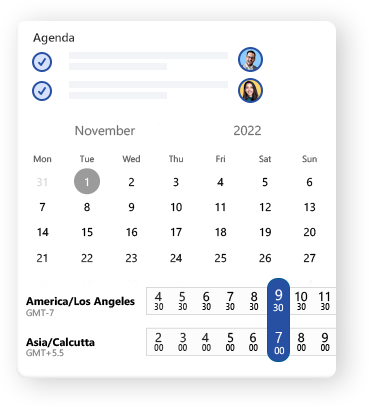 Agenda
November 2022
Mon Tue Wed Thu Fri Sat Sun
31 1 2 3 4 5 6
7 8 9 10 11 12 13
14 15 16 17 18 19 20
21 22 23 24 25 26 27
America/Los Angeles 4 30 5 30 6 30 7 30 8 30 9 30 10 30 11 30
GMT-7
Asia/Calcutta 2 00 3 00 4 00 5 00 6 00 7 00 8 00 9 00
GMT+5.5